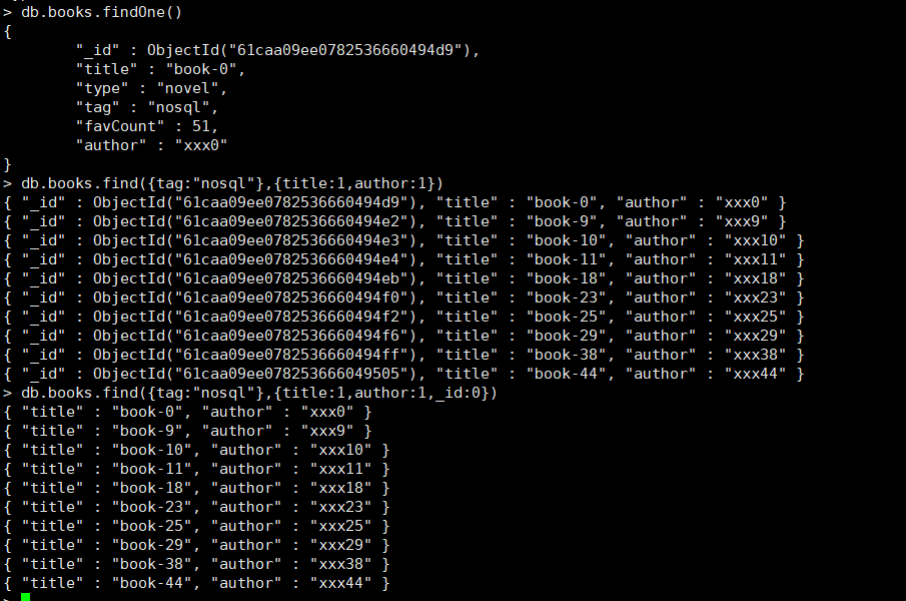 > db.books.findOne()
{
        "_id" : ObjectId("61caa09ee0782536660494d9"),
        "title" : "book-0",
        "type" : "novel",
        "tag" : "nosql",
        "favCount" : 51,
        "author" : "xxx0"
}
> db.books.find({tag:"nosql"},{title:1,author:1})
{ "_id" : ObjectId("61caa09ee0782536660494d9"), "title" : "book-0", "author" : "xxx0" }
{ "_id" : ObjectId("61caa09ee0782536660494e2"), "title" : "book-9", "author" : "xxx9" }
{ "_id" : ObjectId("61caa09ee0782536660494e3"), "title" : "book-10", "author" : "xxx10" }
{ "_id" : ObjectId("61caa09ee0782536660494e4"), "title" : "book-11", "author" : "xxx11" }
{ "_id" : ObjectId("61caa09ee0782536660494eb"), "title" : "book-18", "author" : "xxx18" }
{ "_id" : ObjectId("61caa09ee0782536660494f0"), "title" : "book-23", "author" : "xxx23" }
{ "_id" : ObjectId("61caa09ee0782536660494f2"), "title" : "book-25", "author" : "xxx25" }
{ "_id" : ObjectId("61caa09ee0782536660494f6"), "title" : "book-29", "author" : "xxx29" }
{ "_id" : ObjectId("61caa09ee0782536660494ff"), "title" : "book-38", "author" : "xxx38" }
{ "_id" : ObjectId("61caa09ee078253666049505"), "title" : "book-44", "author" : "xxx44" }
> db.books.find({tag:"nosql"},{title:1,author:1,_id:0})
{ "title" : "book-0", "author" : "xxx0" }
{ "title" : "book-9", "author" : "xxx9" }
{ "title" : "book-10", "author" : "xxx10" }
{ "title" : "book-11", "author" : "xxx11" }
{ "title" : "book-18", "author" : "xxx18" }
{ "title" : "book-23", "author" : "xxx23" }
{ "title" : "book-25", "author" : "xxx25" }
{ "title" : "book-29", "author" : "xxx29" }
{ "title" : "book-38", "author" : "xxx38" }
{ "title" : "book-44", "author" : "xxx44" }